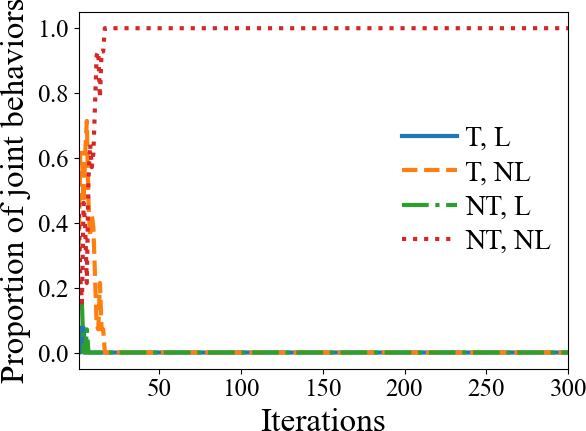 Proportion of joint behaviors
1.0
0.8
0.6
0.4
0.2
0.0
T, L
T, NL
NT, L
NT, NL
50 100 150 200 250 300
Iterations